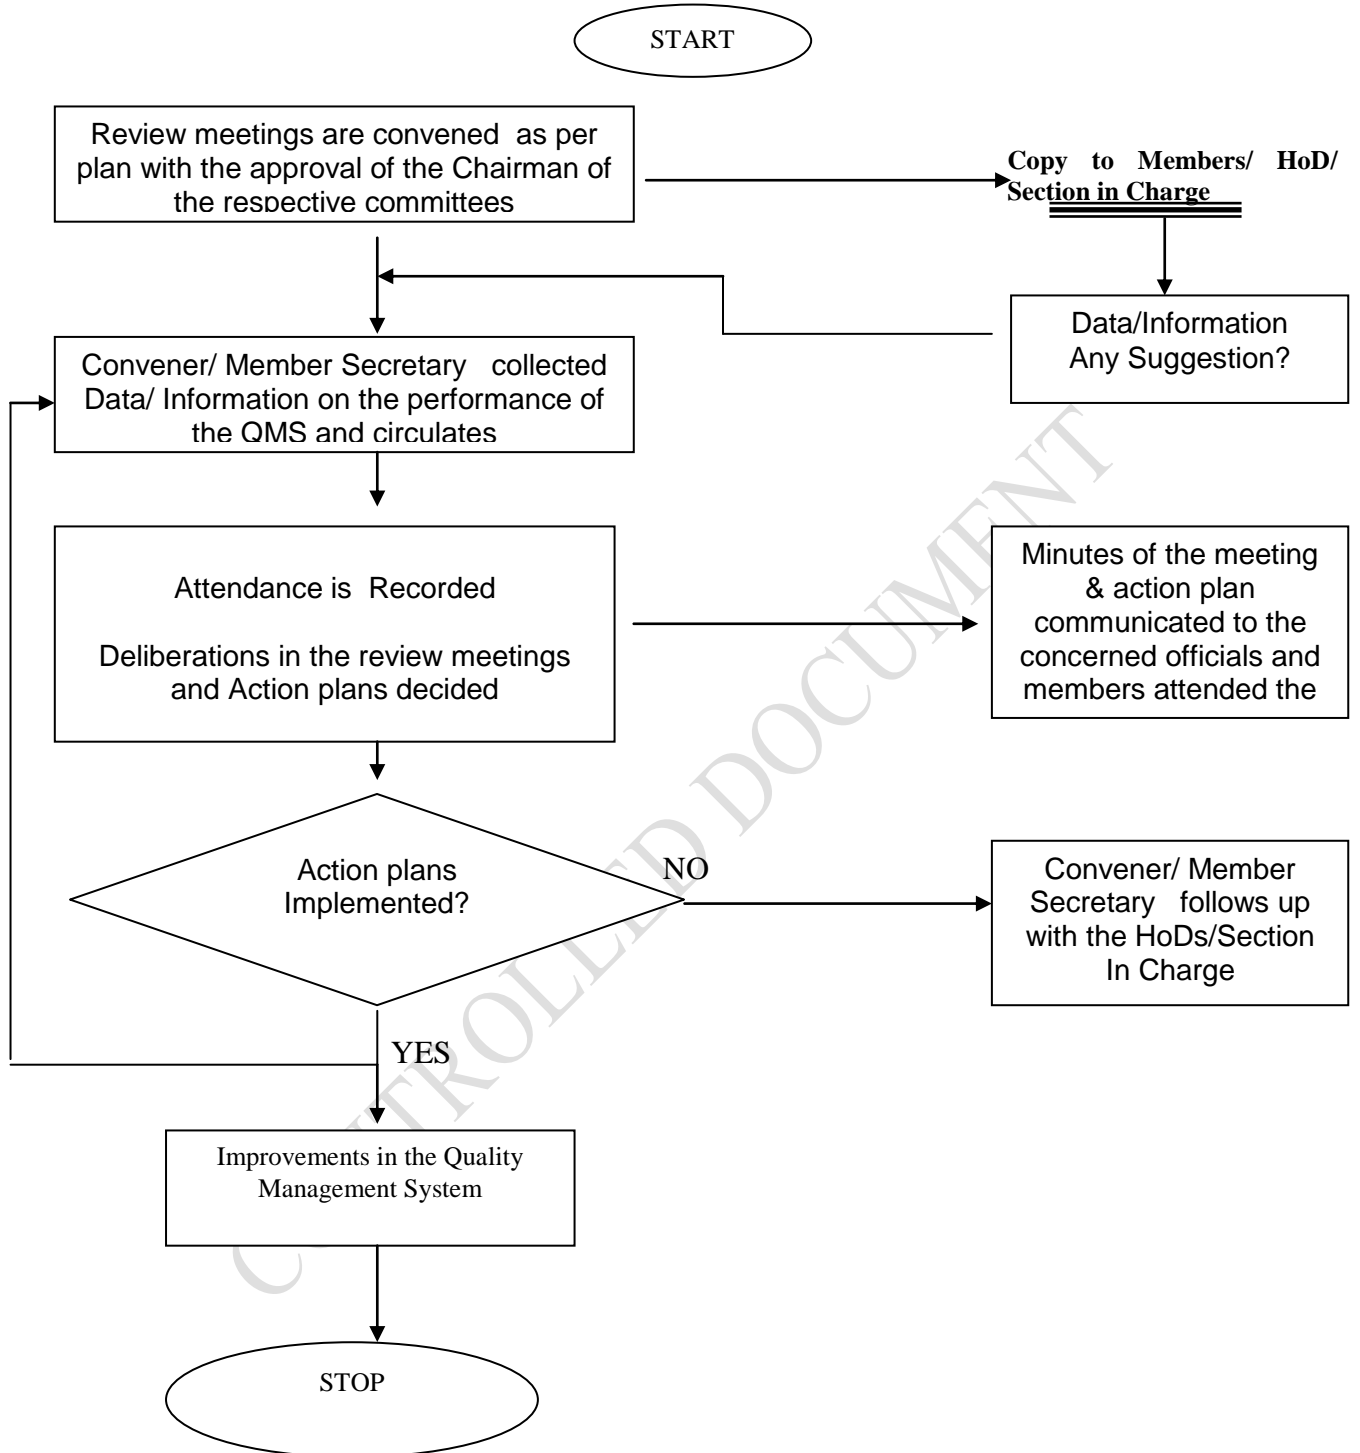 START
Review meetings are convened as per
plan with the approval of the Chairman of
the respective committees
Copy to Members/ HoD/
Section in Charge
Data/Information
Any Suggestion?
Convener/ Member Secretary collected
Data/ Information on the performance of
the QMS and circulates
Attendance is Recorded
Deliberations in the review meetings
and Action plans decided
Minutes of the meeting
& action plan
communicated to the
concerned officials and
members attended the
Action plans
Implemented?
NO
Convener/ Member
Secretary follows up
with the HoDs/Section
In Charge
YES
Improvements in the Quality
Management System
STOP
CONTROLLED DOCUMENT